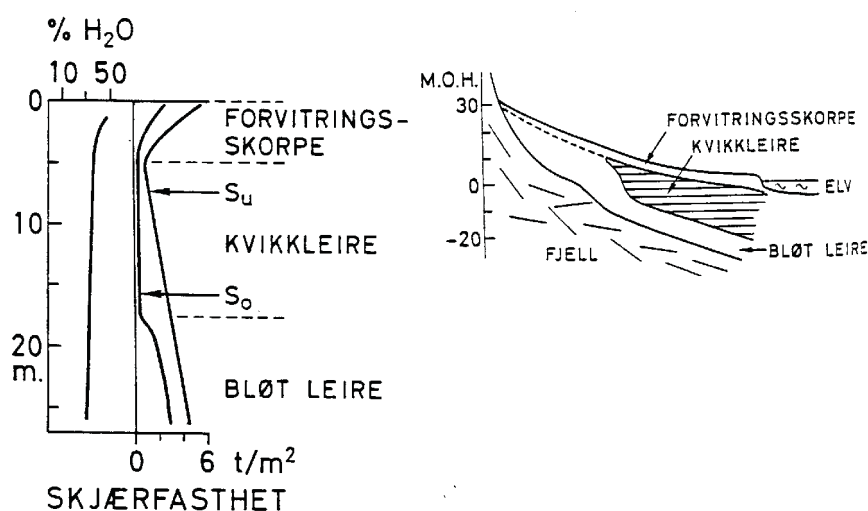 % H₂O
10 50
0
10
20
m.
FORVITRINGS-
SKORPE
Su
KVIKKLEIRE
So
BLØT LEIRE
0 6 t/m²
SKJÆRFASTHET
M.O.H.
30
0
-20
FORVITRINGSSKORPE
KVIKKLEIRE
ELV
FJELL
BLØT LEIRE